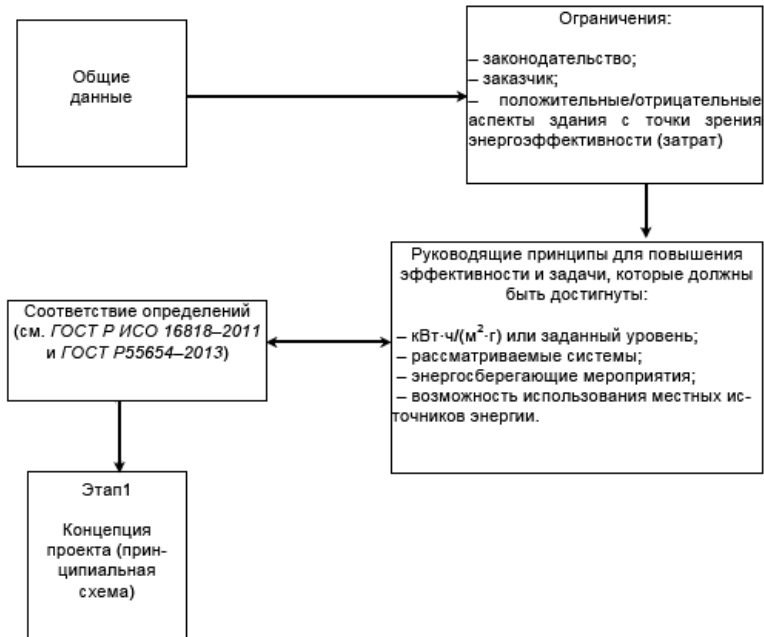 Общие
данные
Ограничения:
– законодательство;
– заказчик;
– положительные/отрицательные
аспекты здания с точки зрения
энергоэффективности (затрат)
Руководящие принципы для повышения
эффективности и задачи, которые должны
быть достигнуты:
– кВт·ч/(м²·г) или заданный уровень;
– рассматриваемые системы;
– энергосберегающие мероприятия;
– возможность использования местных ис-
точников энергии.
Соответствие определений
(см. ГОСТ Р ИСО 16818–2011
и ГОСТ Р55654–2013)
Этап1
Концепция
проекта (прин-
ципиальная
схема)